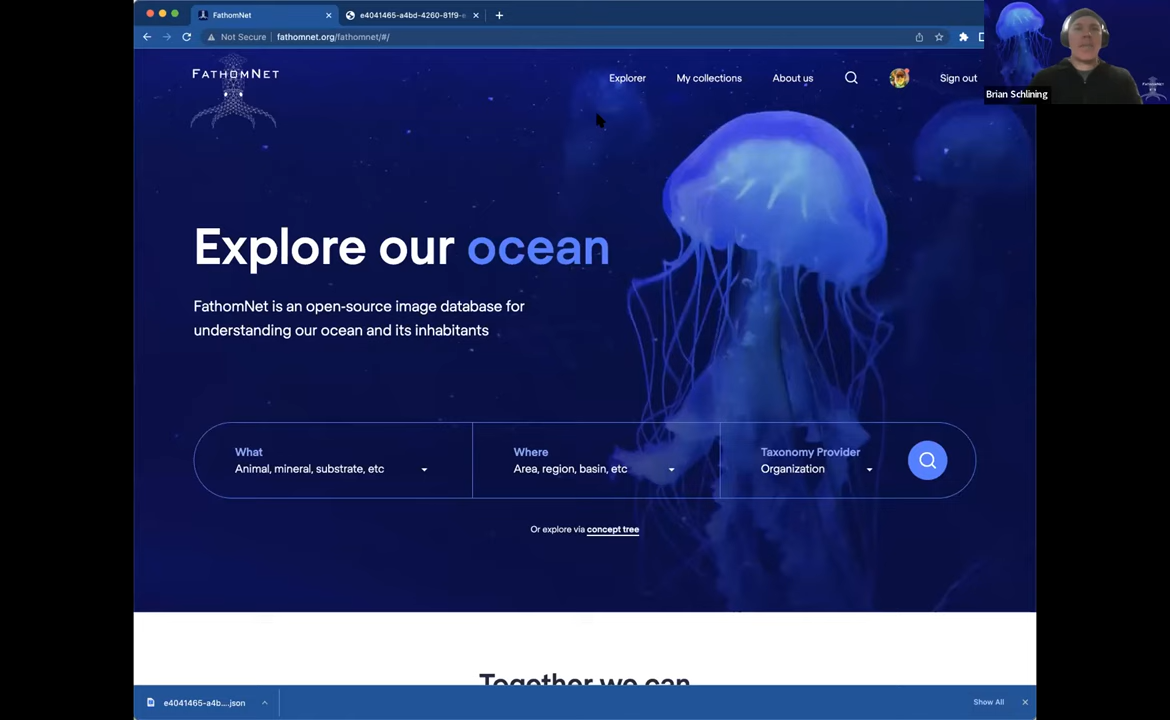 FathomNet
e4041465-a4bd-4260-81f9-e
Not Secure
fathomnet.org/fathomnet/#/
FATHOMNET
Explorer
My collections
About us
Sign out
Brian Schlining
Explore our ocean
FathomNet is an open-source image database for
understanding our ocean and its inhabitants
What
Animal, mineral, substrate, etc
Where
Area, region, basin, etc
Taxonomy Provider
Organization
Or explore via concept tree
Together we can
e4041465-a4b....json
Show All